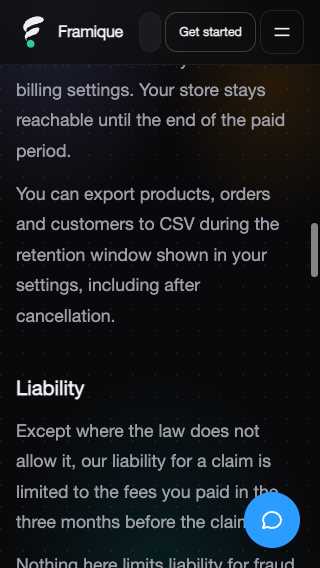 Framique
Get started
billing settings. Your store stays
reachable until the end of the paid
period.
You can export products, orders
and customers to CSV during the
retention window shown in your
settings, including after
cancellation.
Liability
Except where the law does not
allow it, our liability for a claim is
limited to the fees you paid in the
three months before the claim
Nothing here limits liability for fraud